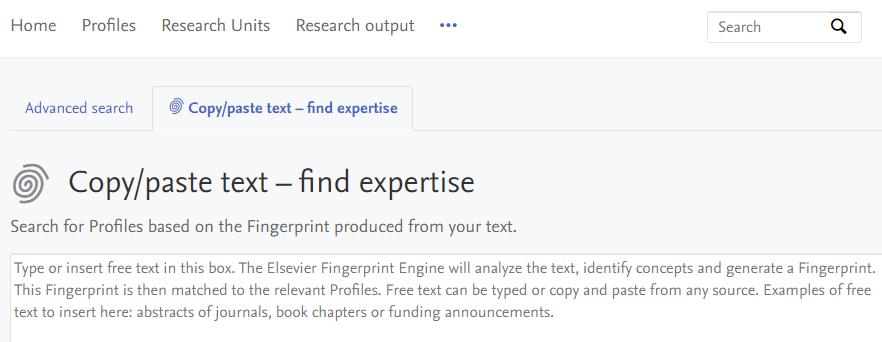 Home Profiles Research Units Research output ••• Search
Advanced search Copy/paste text – find expertise
Copy/paste text – find expertise
Search for Profiles based on the Fingerprint produced from your text.
Type or insert free text in this box. The Elsevier Fingerprint Engine will analyze the text, identify concepts and generate a Fingerprint.
This Fingerprint is then matched to the relevant Profiles. Free text can be typed or copy and paste from any source. Examples of free
text to insert here: abstracts of journals, book chapters or funding announcements.